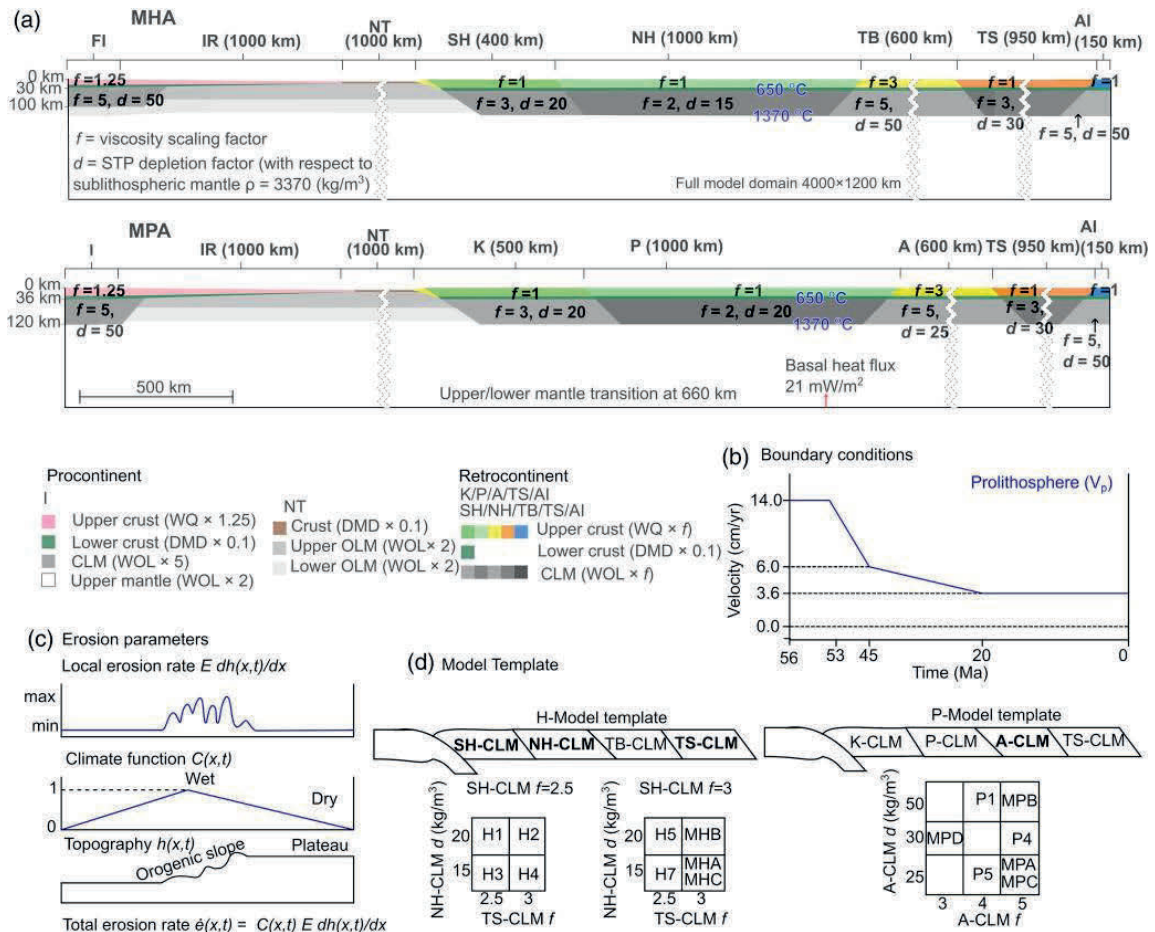 (a)
MHA
FI
IR (1000 km)
NT
(1000 km)
SH (400 km)
NH (1000 km)
TB (600 km)
TS (950 km)
AI
(150 km)
0 km
30 km
100 km
f=1.25
f = 5, d = 50
f=1
f = 3, d = 20
f=1
f = 2, d = 15
650 °C
1370 °C
f=3
f = 5,
d = 50
f=1
f = 3,
d = 30
f=1
f = 5, d = 50
f = viscosity scaling factor
d = STP depletion factor (with respect to
sublithospheric mantle ρ = 3370 (kg/m³)
Full model domain 4000×1200 km
MPA
I
IR (1000 km)
NT
(1000 km)
K (500 km)
P (1000 km)
A (600 km)
TS (950 km)
AI
(150 km)
0 km
36 km
120 km
f=1.25
f = 5,
d = 50
f=1
f = 3, d = 20
f=1
f = 2, d = 20
650 °C
1370 °C
f=3
f = 5,
d = 25
f=1
f = 3,
d = 30
f=1
f = 5,
d = 50
500 km
Upper/lower mantle transition at 660 km
Basal heat flux
21 mW/m²
Procontinent
I
Upper crust (WQ × 1.25)
Lower crust (DMD × 0.1)
CLM (WOL × 5)
Upper mantle (WOL × 2)
NT
Crust (DMD × 0.1)
Upper OLM (WOL× 2)
Lower OLM (WOL × 2)
Retrocontinent
K/P/A/TS/AI
SH/NH/TB/TS/AI
Upper crust (WQ × f)
Lower crust (DMD × 0.1)
CLM (WOL × f)
(b) Boundary conditions
Prolithosphere (Vp)
Velocity (cm/yr)
14.0
6.0
3.6
0.0
56
53
45
20
0
Time (Ma)
(c) Erosion parameters
Local erosion rate E dh(x,t)/dx
max
min
Climate function C(x,t)
Wet
1
Dry
0
Topography h(x,t)
Orogenic slope
Plateau
Total erosion rate ė(x,t) = C(x,t) E dh(x,t)/dx
(d) Model Template
H-Model template
SH-CLM
NH-CLM
TB-CLM
TS-CLM
SH-CLM f=2.5
NH-CLM d (kg/m³)
20
H1
H2
15
H3
H4
2.5
3
TS-CLM f
SH-CLM f=3
NH-CLM d (kg/m³)
20
H5
MHB
15
H7
MHA
MHC
2.5
3
TS-CLM f
P-Model template
K-CLM
P-CLM
A-CLM
TS-CLM
A-CLM d (kg/m³)
50
P1
MPB
30
MPD
P4
25
P5
MPA
MPC
3
4
5
A-CLM f